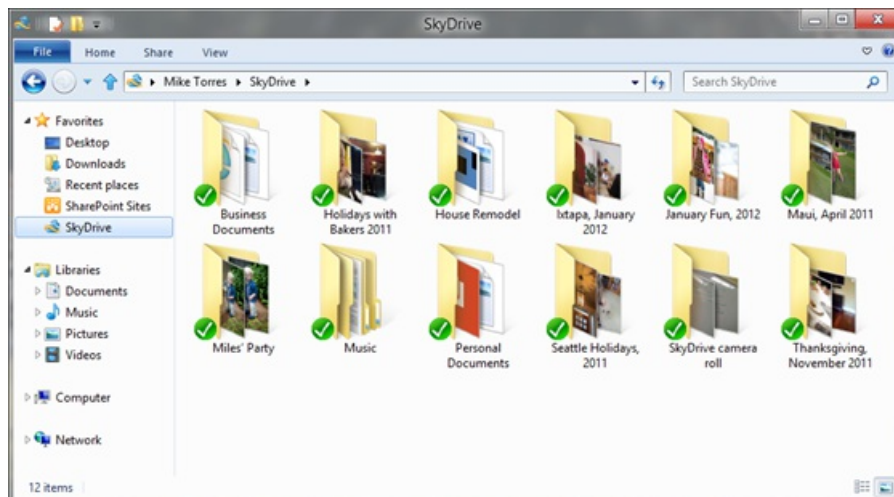 SkyDrive
File Home Share View
Mike Torres SkyDrive
Search SkyDrive
Favorites
Desktop
Downloads
Recent places
SharePoint Sites
SkyDrive
Libraries
Documents
Music
Pictures
Videos
Computer
Network
Business
Documents
Holidays with
Bakers 2011
House Remodel
Ixtapa, January
2012
January Fun, 2012
Maui, April 2011
Miles' Party
Music
Personal
Documents
Seattle Holidays,
2011
SkyDrive camera
roll
Thanksgiving,
November 2011
12 items